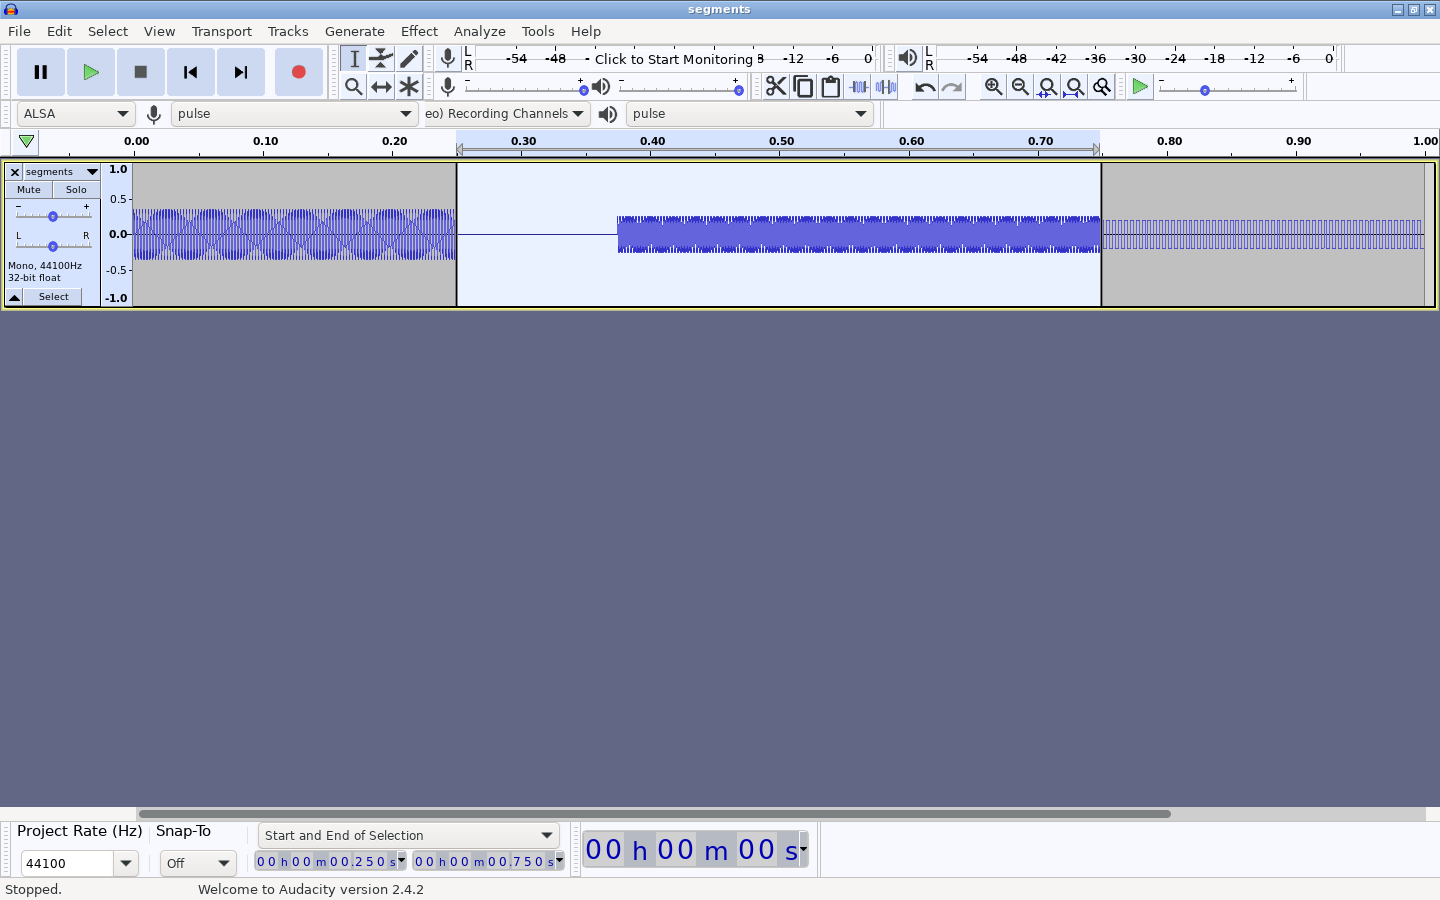 segments
File Edit Select View Transport Tracks Generate Effect Analyze Tools Help
L R -54 -48 - Click to Start Monitoring 8 -12 -6 0 L R -54 -48 -42 -36 -30 -24 -18 -12 -6 0
- + - + - +
ALSA pulse eo) Recording Channels pulse
0.00 0.10 0.20 0.30 0.40 0.50 0.60 0.70 0.80 0.90 1.00
segments 1.0
Mute Solo 0.5
- +
L R 0.0
Mono, 44100Hz -0.5
32-bit float
Select -1.0
Project Rate (Hz) Snap-To Start and End of Selection
44100 Off 00 h 00 m 00.250 s 00 h 00 m 00.750 s 00 h 00 m 00 s
Stopped. Welcome to Audacity version 2.4.2